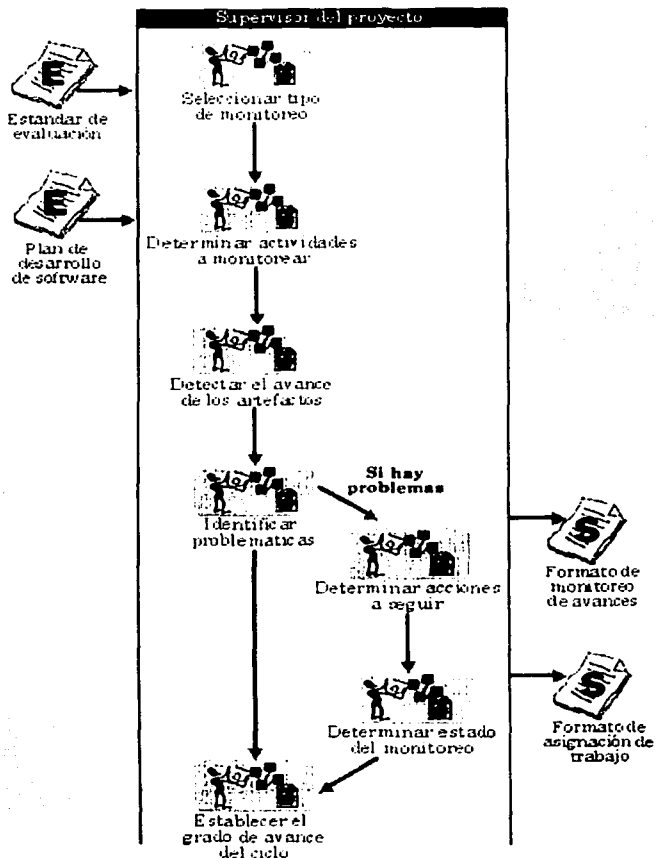 Supervisor del proyecto
E
Estandar de
evaluación
Seleccionar tipo
de monitoreo
E
Plan de
desarrollo
de software
Determinar actividades
a monitorear
Detectar el avance
de los artefactos
Identificar
problematicas
Si hay
problemas
Determinar acciones
a seguir
S
Formato de
monitoreo
de avances
Determinar estado
del monitoreo
S
Formato de
asignación de
trabajo
Establecer el
grado de avance
del ciclo